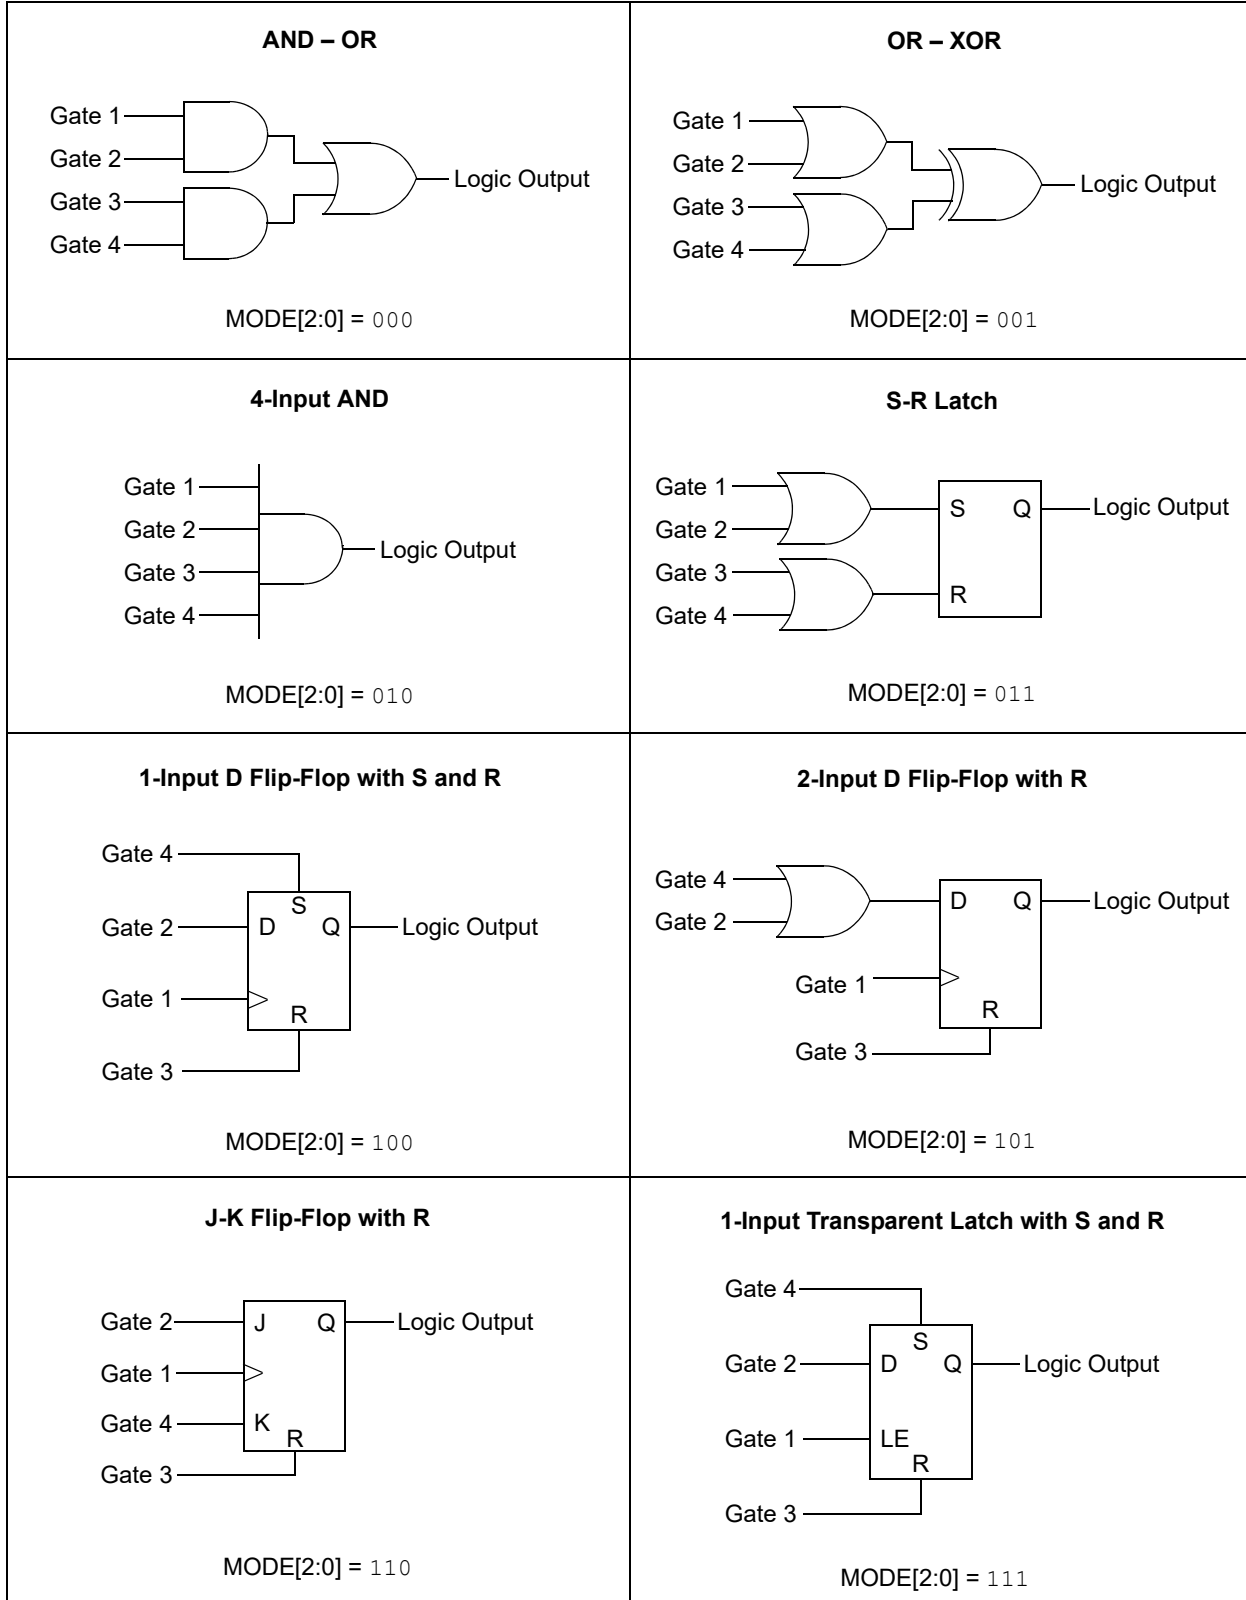 AND – OR
Gate 1
Gate 2
Gate 3
Gate 4
Logic Output
MODE[2:0] = 000
OR – XOR
Gate 1
Gate 2
Gate 3
Gate 4
Logic Output
MODE[2:0] = 001
4-Input AND
Gate 1
Gate 2
Gate 3
Gate 4
Logic Output
MODE[2:0] = 010
S-R Latch
Gate 1
Gate 2
Gate 3
Gate 4
S Q
R
Logic Output
MODE[2:0] = 011
1-Input D Flip-Flop with S and R
Gate 4
S
Gate 2
D Q
Logic Output
Gate 1
R
Gate 3
MODE[2:0] = 100
2-Input D Flip-Flop with R
Gate 4
Gate 2
D Q
Logic Output
Gate 1
R
Gate 3
MODE[2:0] = 101
J-K Flip-Flop with R
Gate 2
J Q
Logic Output
Gate 1
Gate 4
K
R
Gate 3
MODE[2:0] = 110
1-Input Transparent Latch with S and R
Gate 4
S
Gate 2
D Q
Logic Output
Gate 1
LE
R
Gate 3
MODE[2:0] = 111